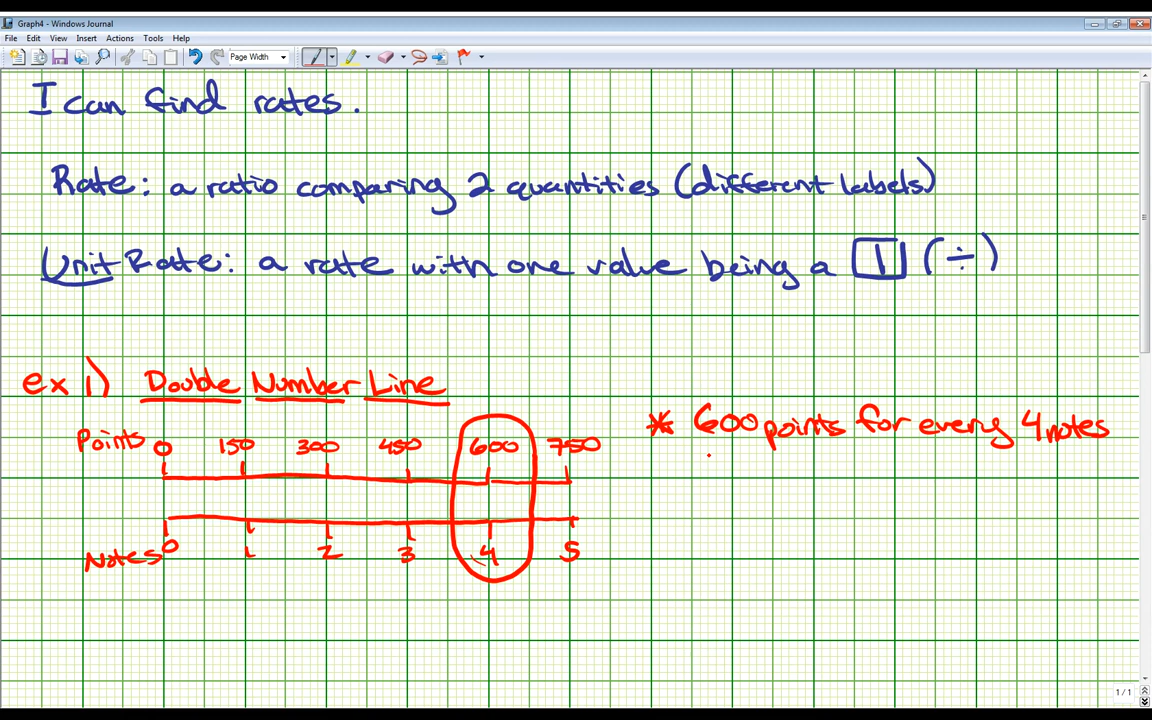 Graph4 - Windows Journal
File Edit View Insert Actions Tools Help
Page Width
I can find rates.
Rate: a ratio comparing 2 quantities (different labels)
Unit Rate: a rate with one value being a 1 (÷)
ex 1) Double Number Line
* 600 points for every 4 notes
Points 0 150 300 450 600 750
Notes 0 1 2 3 4 5
1 / 1